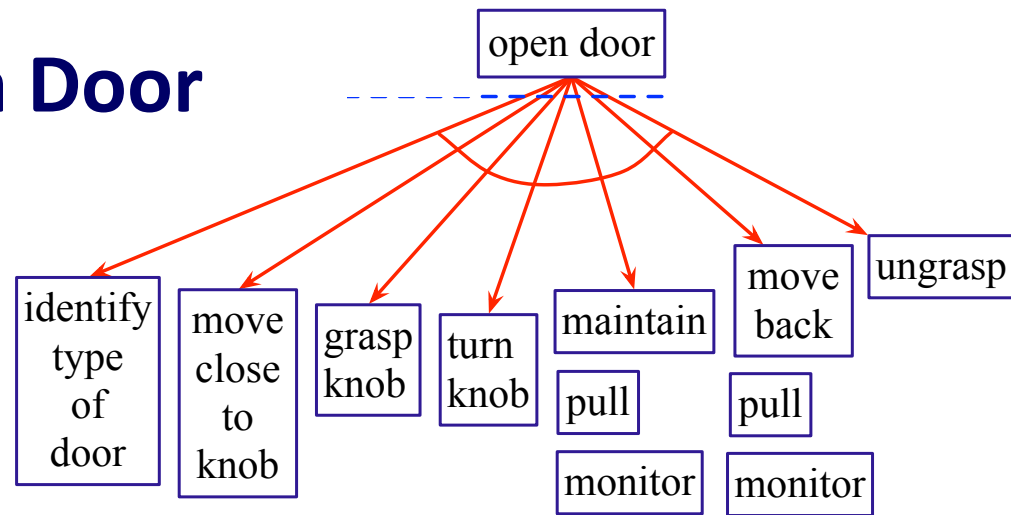 open door
Door
ungrasp
identify
type
of
door
move
close
to
knob
grasp
knob
turn
knob
maintain
pull
monitor
move
back
pull
monitor